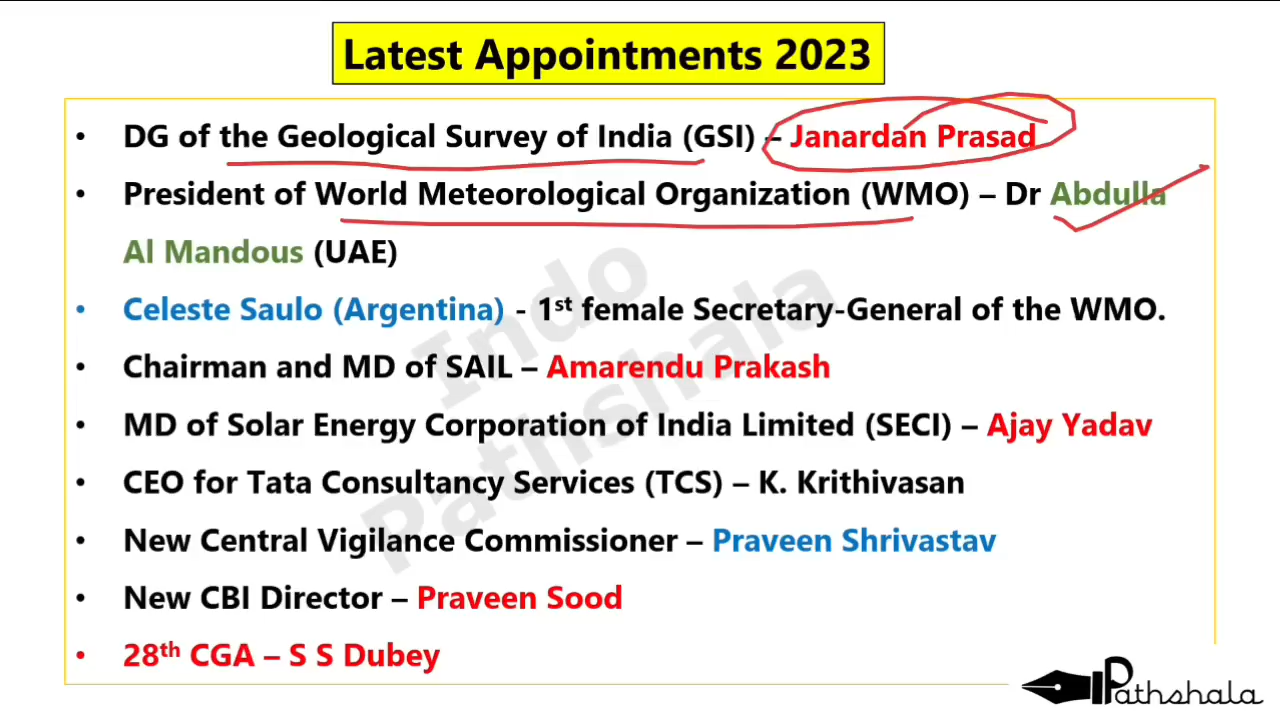 Latest Appointments 2023
• DG of the Geological Survey of India (GSI) – Janardan Prasad
• President of World Meteorological Organization (WMO) – Dr Abdulla
Al Mandous (UAE)
• Celeste Saulo (Argentina) - 1st female Secretary-General of the WMO.
• Chairman and MD of SAIL – Amarendu Prakash
• MD of Solar Energy Corporation of India Limited (SECI) – Ajay Yadav
• CEO for Tata Consultancy Services (TCS) – K. Krithivasan
• New Central Vigilance Commissioner – Praveen Shrivastav
• New CBI Director – Praveen Sood
• 28th CGA – S S Dubey
Indo
Pathshala
Pathshala